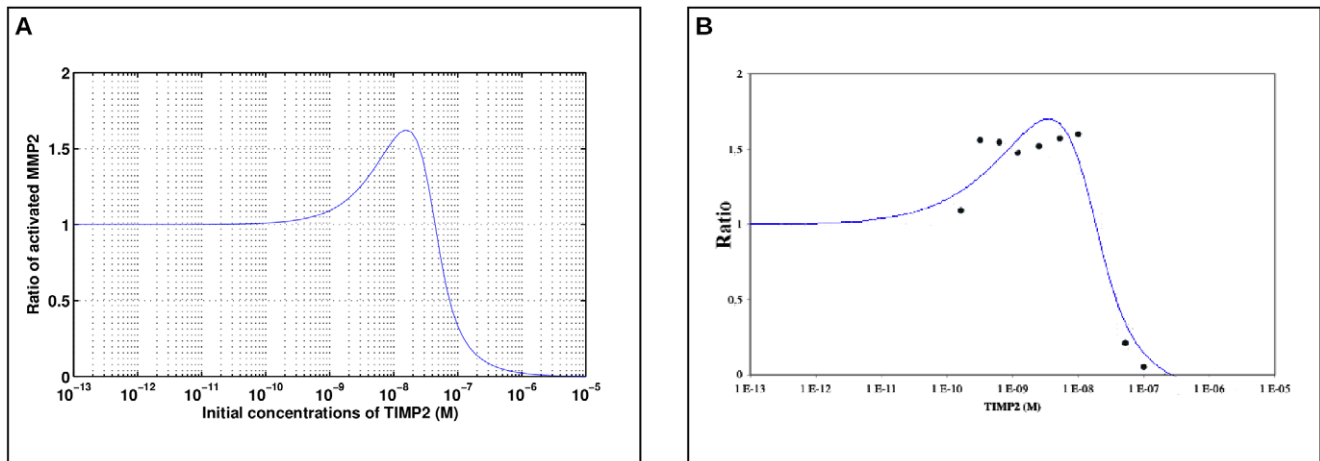 A
2
1.5
1
0.5
0
Ratio of activated MMP2
10^-13 10^-12 10^-11 10^-10 10^-9 10^-8 10^-7 10^-6 10^-5
Initial concentrations of TIMP2 (M)
B
2
1,5
1
0,5
0
Ratio
1 E-13 1 E-12 1 E-11 1 E-10 1 E-09 1 E-08 1 E-07 1 E-06 1 E-05
TIMP2 (M)